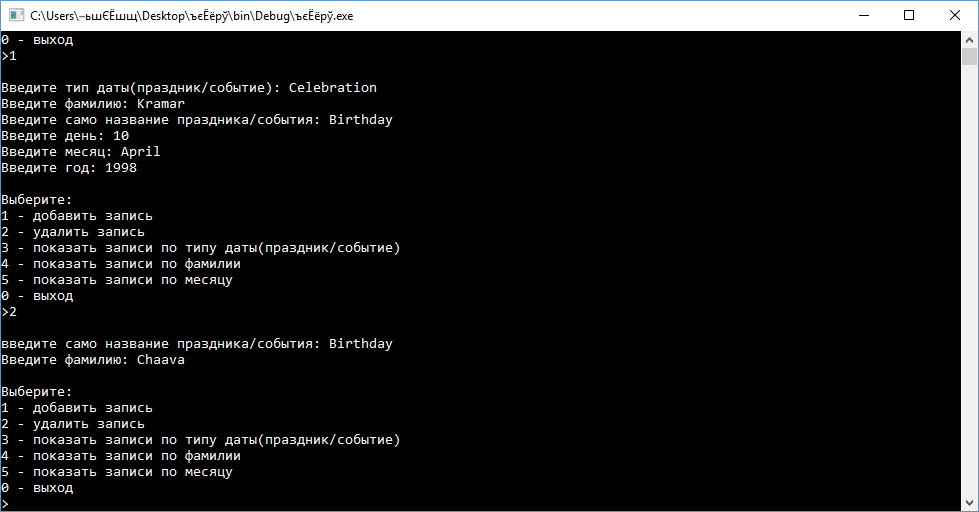 C:\Users\–ьшЄЁшщ\Desktop\ъєЁёрў\bin\Debug\ъєЁёрў.exe
0 - выход
>1
Введите тип даты(праздник/событие): Celebration
Введите фамилию: Kramar
Введите само название праздника/события: Birthday
Введите день: 10
Введите месяц: April
Введите год: 1998
Выберите:
1 - добавить запись
2 - удалить запись
3 - показать записи по типу даты(праздник/событие)
4 - показать записи по фамилии
5 - показать записи по месяцу
0 - выход
>2
введите само название праздника/события: Birthday
Введите фамилию: Chaava
Выберите:
1 - добавить запись
2 - удалить запись
3 - показать записи по типу даты(праздник/событие)
4 - показать записи по фамилии
5 - показать записи по месяцу
0 - выход
>